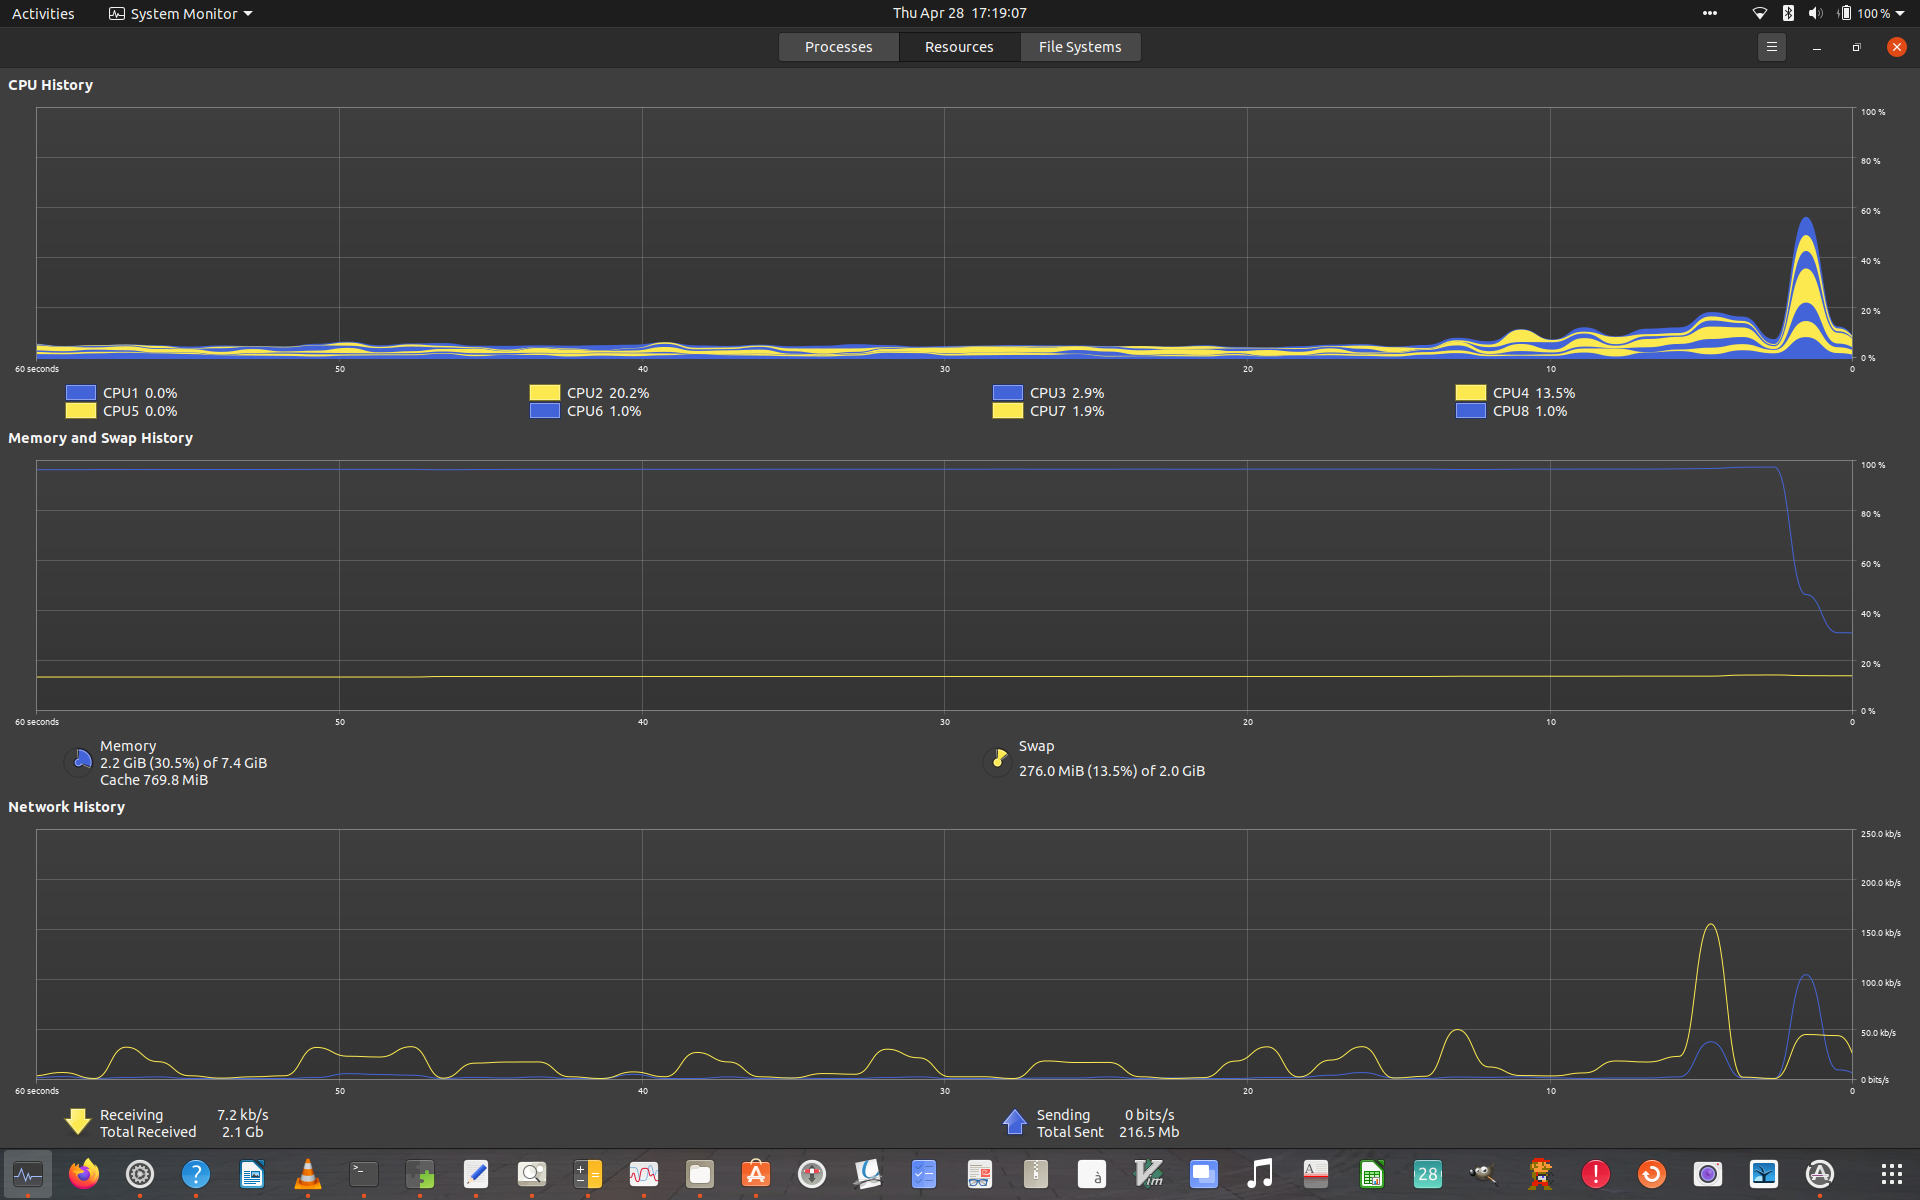 Activities System Monitor Thu Apr 28 17:19:07 100 %
Processes Resources File Systems
CPU History
100 %
80 %
60 %
40 %
20 %
0 %
60 seconds 50 40 30 20 10 0
CPU1 0.0% CPU2 20.2% CPU3 2.9% CPU4 13.5%
CPU5 0.0% CPU6 1.0% CPU7 1.9% CPU8 1.0%
Memory and Swap History
100 %
80 %
60 %
40 %
20 %
0 %
60 seconds 50 40 30 20 10 0
Memory
2.2 GiB (30.5%) of 7.4 GiB
Cache 769.8 MiB
Swap
276.0 MiB (13.5%) of 2.0 GiB
Network History
250.0 kb/s
200.0 kb/s
150.0 kb/s
100.0 kb/s
50.0 kb/s
0 bits/s
60 seconds 50 40 30 20 10 0
Receiving 7.2 kb/s
Total Received 2.1 Gb
Sending 0 bits/s
Total Sent 216.5 Mb
>_ ? à Vim A 28 !